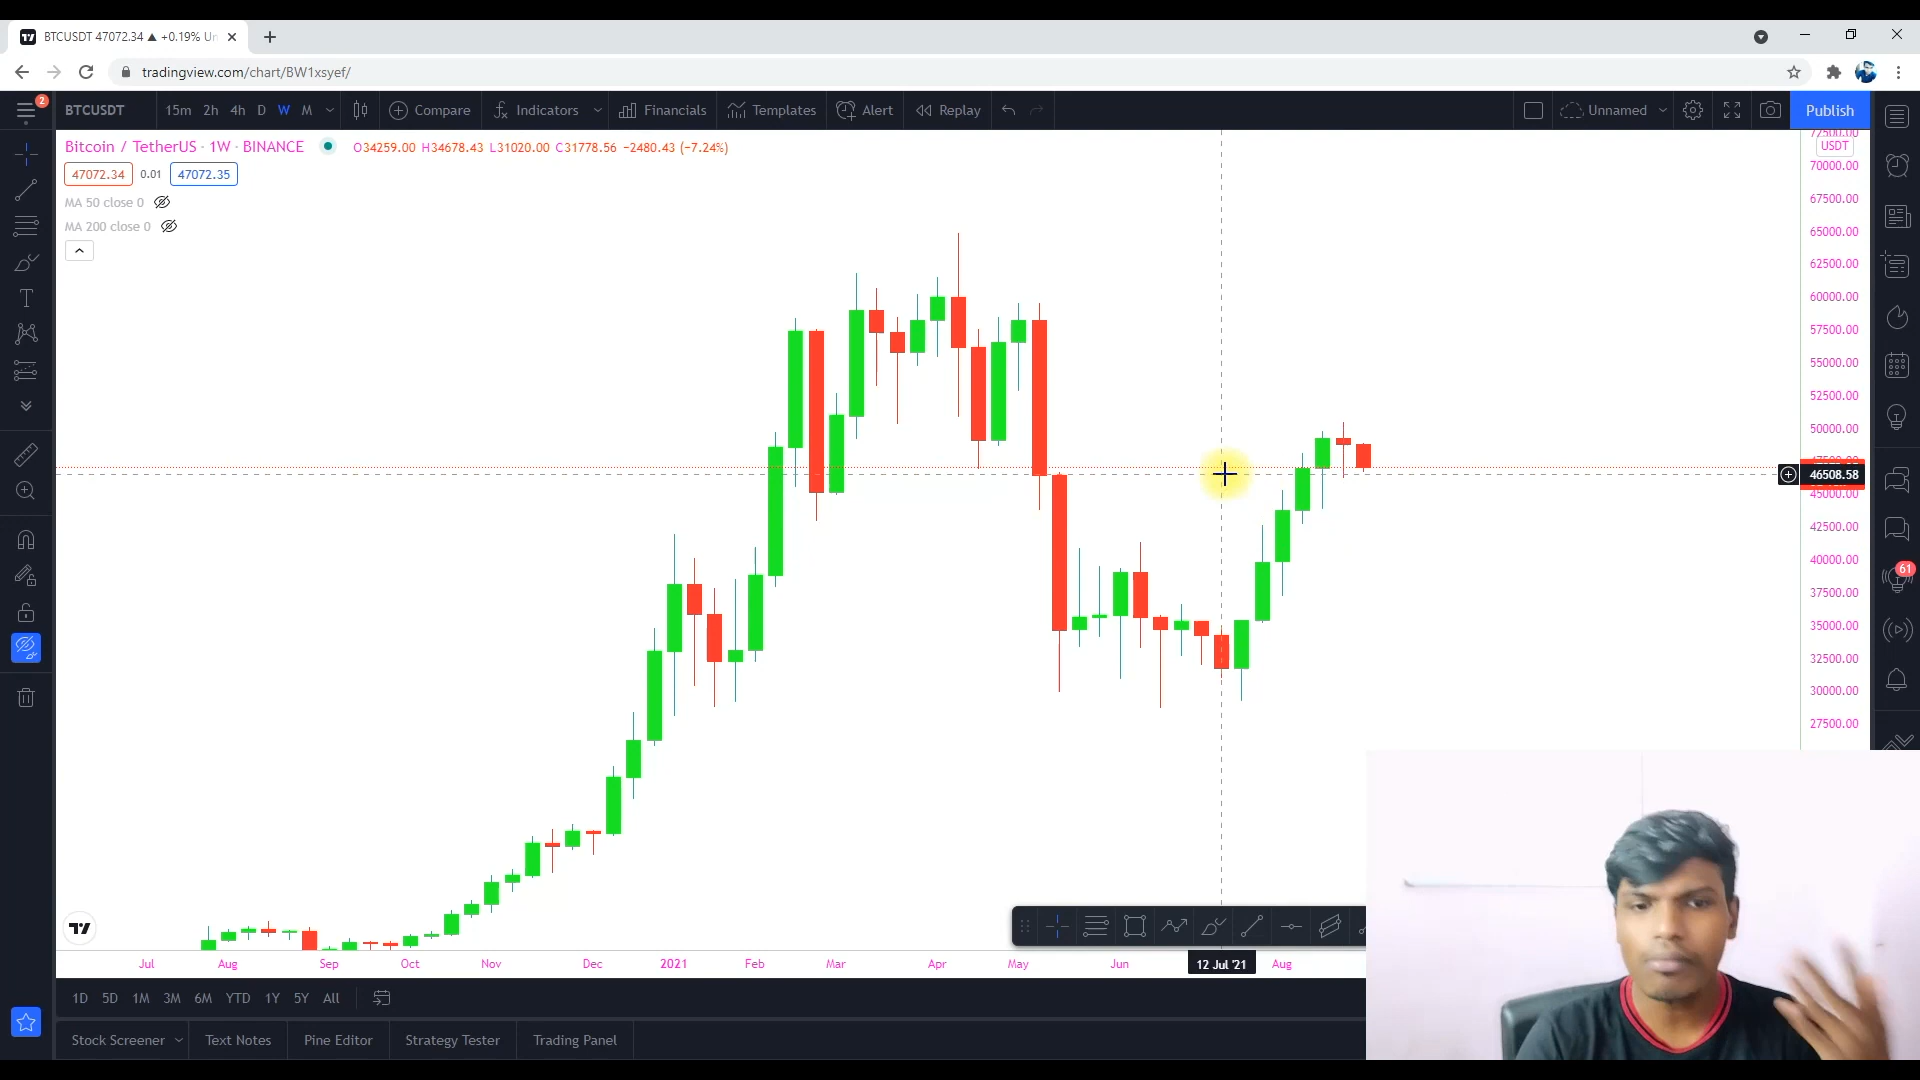 BTCUSDT 47072.34 ▲ +0.19% Un
tradingview.com/chart/BW1xsyef/
2
BTCUSDT 15m 2h 4h D W M Compare Indicators Financials Templates Alert Replay Unnamed Publish
Bitcoin / TetherUS · 1W · BINANCE O34259.00 H34678.43 L31020.00 C31778.56 −2480.43 (−7.24%)
47072.34 0.01 47072.35
MA 50 close 0
MA 200 close 0
72500.00
USDT
70000.00
67500.00
65000.00
62500.00
60000.00
57500.00
55000.00
52500.00
50000.00
46508.58
45000.00
42500.00
40000.00
37500.00
35000.00
32500.00
30000.00
27500.00
61
Jul Aug Sep Oct Nov Dec 2021 Feb Mar Apr May Jun 12 Jul '21 Aug
1D 5D 1M 3M 6M YTD 1Y 5Y All
Stock Screener Text Notes Pine Editor Strategy Tester Trading Panel